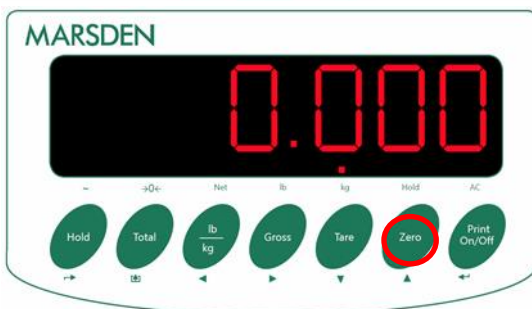 MARSDEN
0.000
~ →0← Net lb kg Hold AC
Hold Total lb/kg Gross Tare Zero Print On/Off